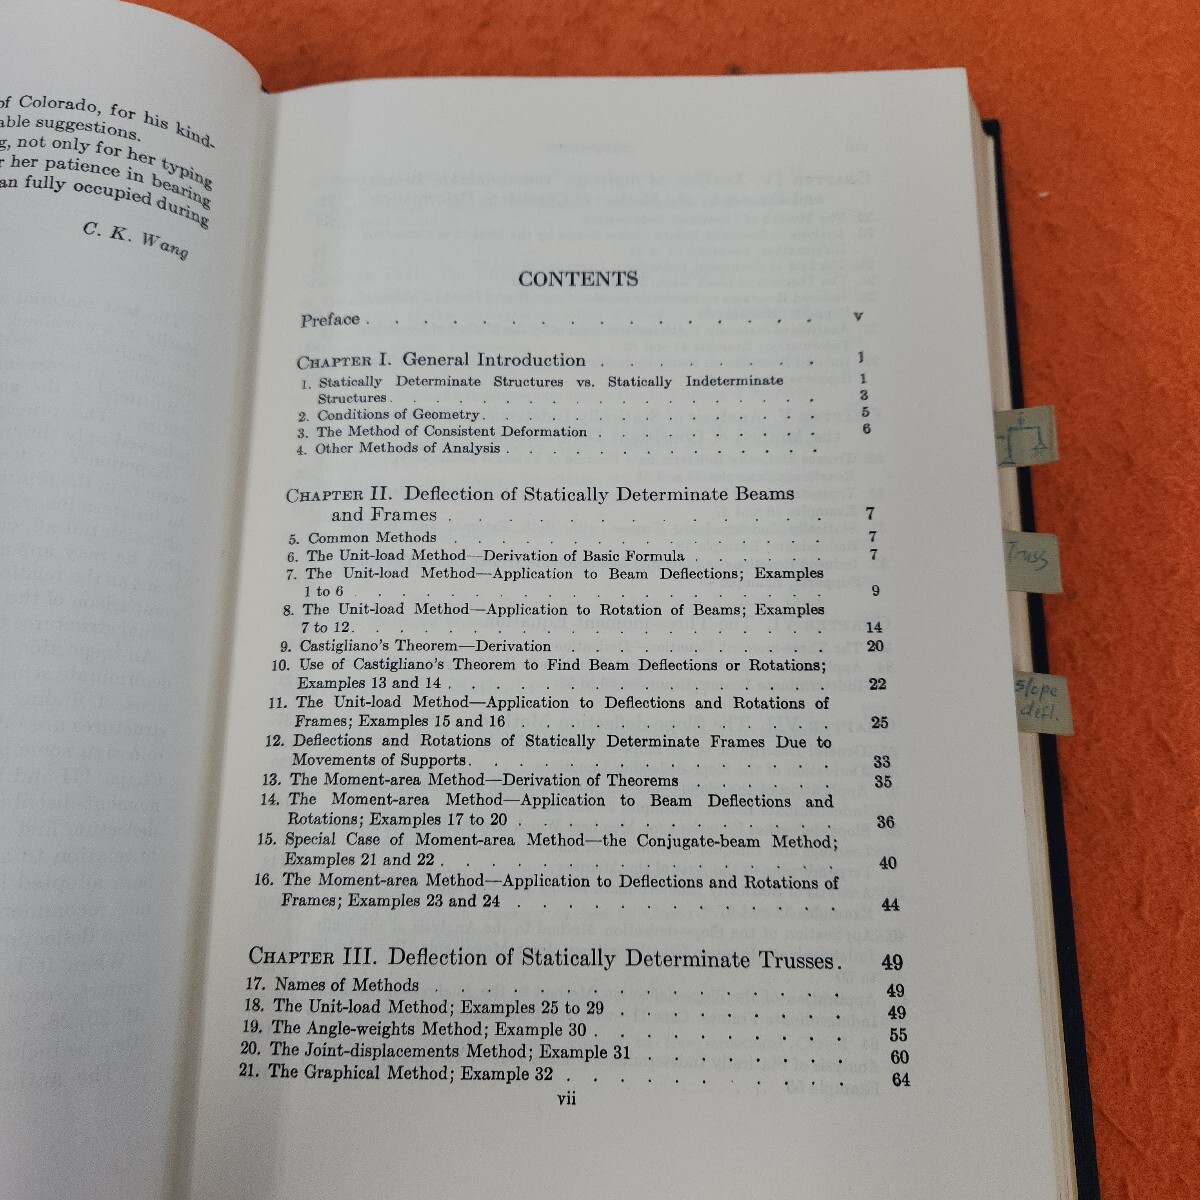 of Colorado, for his kind-
able suggestions.
not only for her typing
her patience in bearing
an fully occupied during
C. K. Wang
CONTENTS
Preface . . . . . . . . . . . . . . . . v
CHAPTER I. General Introduction . . . . . . . . 1
1. Statically Determinate Structures vs. Statically Indeterminate 1
Structures. . . . . . . . . . . . . . . 3
2. Conditions of Geometry. . . . . . . . . . . . 5
3. The Method of Consistent Deformation . . . . . . . . 6
4. Other Methods of Analysis . . . . . . . . . . .
CHAPTER II. Deflection of Statically Determinate Beams
and Frames . . . . . . . . . . . . . 7
5. Common Methods . . . . . . . . . . . . . 7
6. The Unit-load Method—Derivation of Basic Formula . . . . . 7
7. The Unit-load Method—Application to Beam Deflections; Examples
1 to 6 . . . . . . . . . . . . . . . . . 9
8. The Unit-load Method—Application to Rotation of Beams; Examples
7 to 12. . . . . . . . . . . . . . . . . 14
9. Castigliano's Theorem—Derivation . . . . . . . . . . 20
10. Use of Castigliano's Theorem to Find Beam Deflections or Rotations;
Examples 13 and 14 . . . . . . . . . . . . . 22
11. The Unit-load Method—Application to Deflections and Rotations of
Frames; Examples 15 and 16 . . . . . . . . . . . 25
12. Deflections and Rotations of Statically Determinate Frames Due to
Movements of Supports. . . . . . . . . . . . . 33
13. The Moment-area Method—Derivation of Theorems . . . . . . 35
14. The Moment-area Method—Application to Beam Deflections and
Rotations; Examples 17 to 20 . . . . . . . . . . . 36
15. Special Case of Moment-area Method—the Conjugate-beam Method;
Examples 21 and 22 . . . . . . . . . . . . . 40
16. The Moment-area Method—Application to Deflections and Rotations of
Frames; Examples 23 and 24 . . . . . . . . . . . 44
CHAPTER III. Deflection of Statically Determinate Trusses. 49
17. Names of Methods . . . . . . . . . . . . . 49
18. The Unit-load Method; Examples 25 to 29 . . . . . . . . 49
19. The Angle-weights Method; Example 30 . . . . . . . . . 55
20. The Joint-displacements Method; Example 31 . . . . . . . 60
21. The Graphical Method; Example 32 . . . . . . . . . . 64
vii
Truss
Slope
defl.